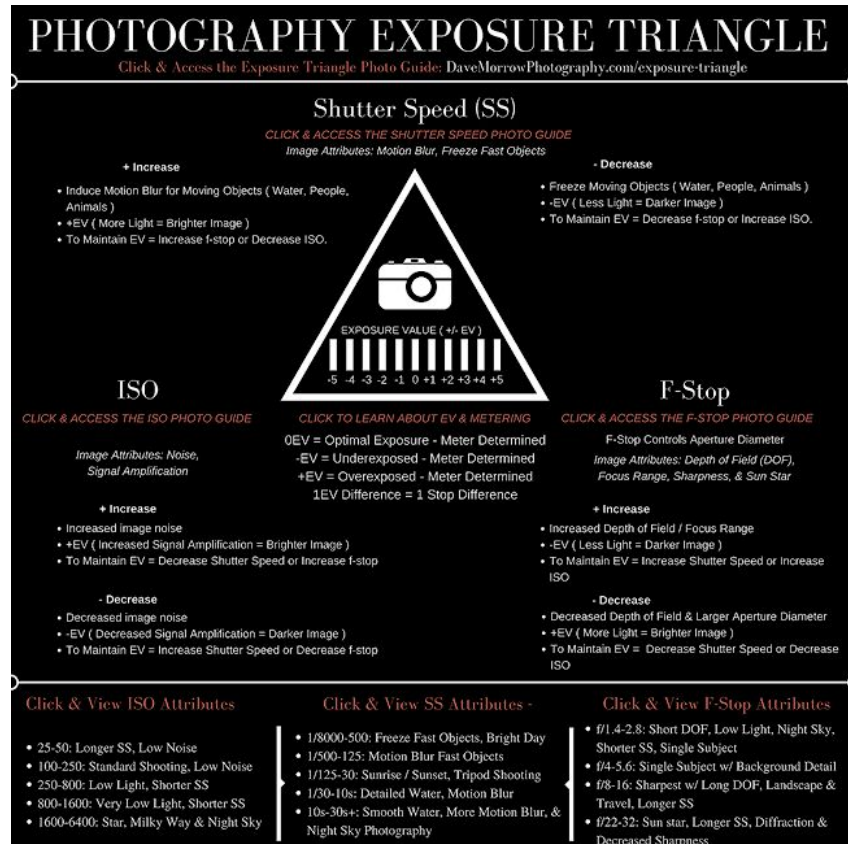 PHOTOGRAPHY EXPOSURE TRIANGLE
Click & Access the Exposure Triangle Photo Guide: DaveMorrowPhotography.com/exposure-triangle
Shutter Speed (SS)
CLICK & ACCESS THE SHUTTER SPEED PHOTO GUIDE
Image Attributes: Motion Blur, Freeze Fast Objects
+ Increase
• Induce Motion Blur for Moving Objects ( Water, People,
Animals )
• +EV ( More Light = Brighter Image )
• To Maintain EV = Increase f-stop or Decrease ISO.
- Decrease
• Freeze Moving Objects ( Water, People, Animals )
• -EV ( Less Light = Darker Image )
• To Maintain EV = Decrease f-stop or Increase ISO.
EXPOSURE VALUE ( +/- EV )
-5 -4 -3 -2 -1 0 +1 +2 +3 +4 +5
ISO
CLICK & ACCESS THE ISO PHOTO GUIDE
Image Attributes: Noise,
Signal Amplification
+ Increase
• Increased image noise
• +EV ( Increased Signal Amplification = Brighter Image )
• To Maintain EV = Decrease Shutter Speed or Increase f-stop
- Decrease
• Decreased image noise
• -EV ( Decreased Signal Amplification = Darker Image )
• To Maintain EV = Increase Shutter Speed or Decrease f-stop
CLICK TO LEARN ABOUT EV & METERING
0EV = Optimal Exposure - Meter Determined
-EV = Underexposed - Meter Determined
+EV = Overexposed - Meter Determined
1EV Difference = 1 Stop Difference
F-Stop
CLICK & ACCESS THE F-STOP PHOTO GUIDE
F-Stop Controls Aperture Diameter
Image Attributes: Depth of Field (DOF),
Focus Range, Sharpness, & Sun Star
+ Increase
• Increased Depth of Field / Focus Range
• -EV ( Less Light = Darker Image )
• To Maintain EV = Increase Shutter Speed or Increase
ISO
- Decrease
• Decreased Depth of Field & Larger Aperture Diameter
• +EV ( More Light = Brighter Image )
• To Maintain EV = Decrease Shutter Speed or Decrease
ISO
Click & View ISO Attributes
• 25-50: Longer SS, Low Noise
• 100-250: Standard Shooting, Low Noise
• 250-800: Low Light, Shorter SS
• 800-1600: Very Low Light, Shorter SS
• 1600-6400: Star, Milky Way & Night Sky
Click & View SS Attributes -
• 1/8000-500: Freeze Fast Objects, Bright Day
• 1/500-125: Motion Blur Fast Objects
• 1/125-30: Sunrise / Sunset, Tripod Shooting
• 1/30-10s: Detailed Water, Motion Blur
• 10s-30s+: Smooth Water, More Motion Blur, &
Night Sky Photography
Click & View F-Stop Attributes
• f/1.4-2.8: Short DOF, Low Light, Night Sky,
Shorter SS, Single Subject
• f/4-5.6: Single Subject w/ Background Detail
• f/8-16: Sharpest w/ Long DOF, Landscape &
Travel, Longer SS
• f/22-32: Sun star, Longer SS, Diffraction &
Decreased Sharpness